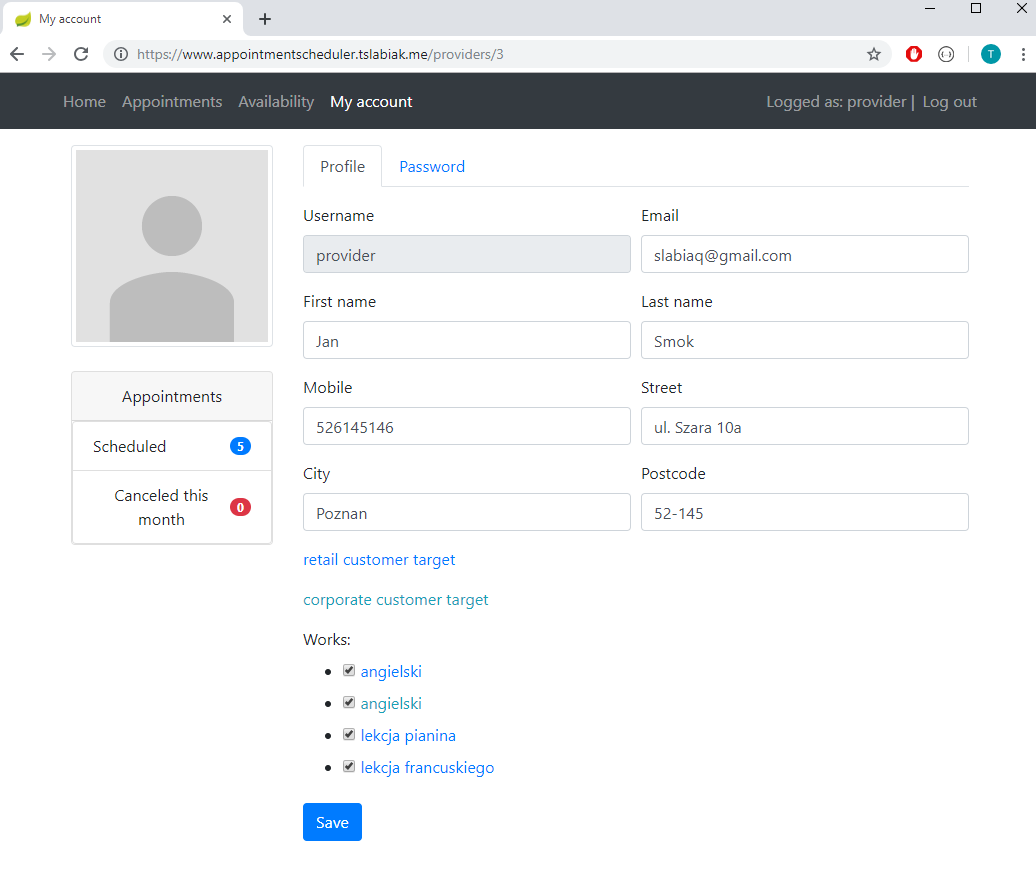 My account
https://www.appointmentscheduler.tslabiak.me/providers/3
T
Home Appointments Availability My account Logged as: provider | Log out
Profile Password
Username Email
provider slabiaq@gmail.com
First name Last name
Jan Smok
Mobile Street
526145146 ul. Szara 10a
City Postcode
Poznan 52-145
Appointments
Scheduled 5
Canceled this
month 0
retail customer target
corporate customer target
Works:
angielski
angielski
lekcja pianina
lekcja francuskiego
Save